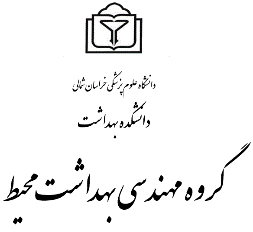 دانشگاه علوم پزشکی خراسان شمالی
دانشکده بهداشت
گروه مهندسی بهداشت محیط